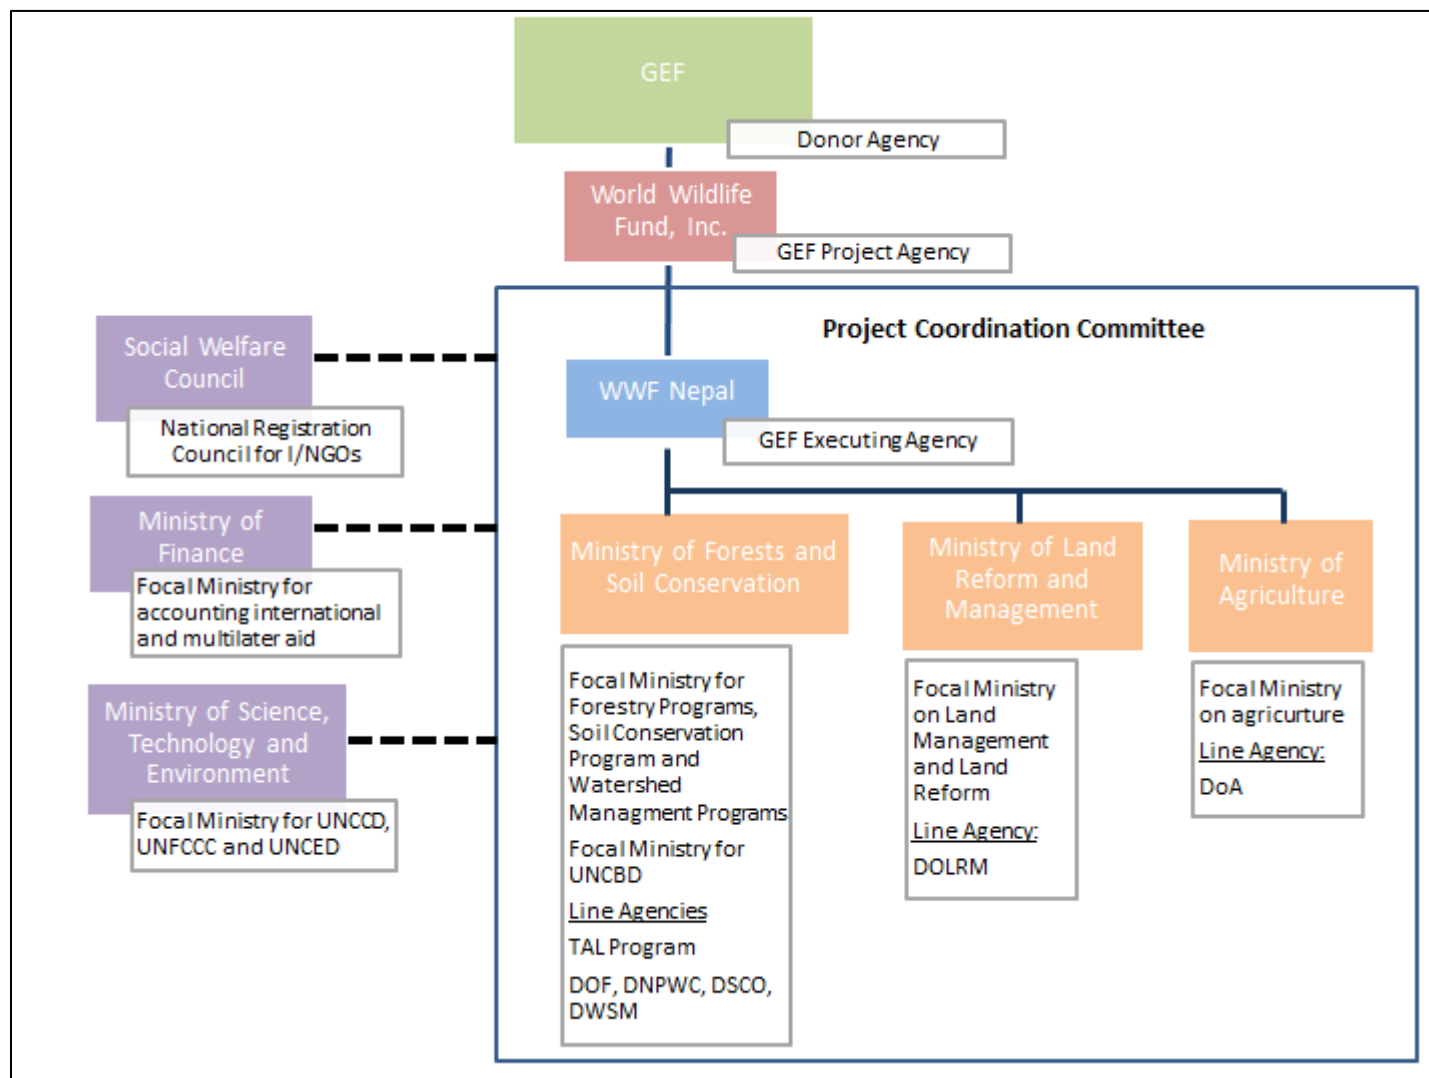 GEF
Donor Agency
World Wildlife
Fund, Inc.
GEF Project Agency
Project Coordination Committee
Social Welfare
Council
National Registration
Council for I/NGOs
WWF Nepal
GEF Executing Agency
Ministry of
Finance
Focal Ministry for
accounting international
and multilater aid
Ministry of Science,
Technology and
Environment
Focal Ministry for UNCCD,
UNFCCC and UNCED
Ministry of Forests and
Soil Conservation
Focal Ministry for
Forestry Programs,
Soil Conservation
Program and
Watershed
Managment Programs
Focal Ministry for
UNCBD
Line Agencies
TAL Program
DOF, DNPWC, DSCO,
DWSM
Ministry of Land
Reform and
Management
Focal Ministry
on Land
Management
and Land
Reform
Line Agency:
DOLRM
Ministry of
Agriculture
Focal Ministry
on agricurture
Line Agency:
DoA